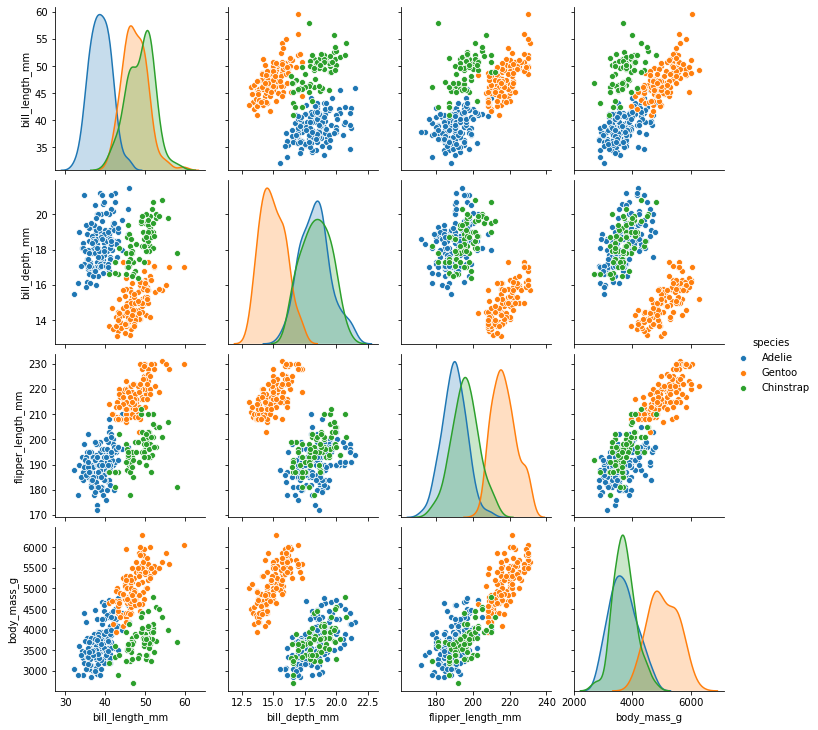 60
55
50
45
40
35
bill_length_mm
20
18
16
14
bill_depth_mm
species
Adelie
Gentoo
Chinstrap
230
220
210
200
190
180
170
flipper_length_mm
6000
5500
5000
4500
4000
3500
3000
body_mass_g
30 40 50 60 12.5 15.0 17.5 20.0 22.5 180 200 220 240 2000 4000 6000
bill_length_mm bill_depth_mm flipper_length_mm body_mass_g